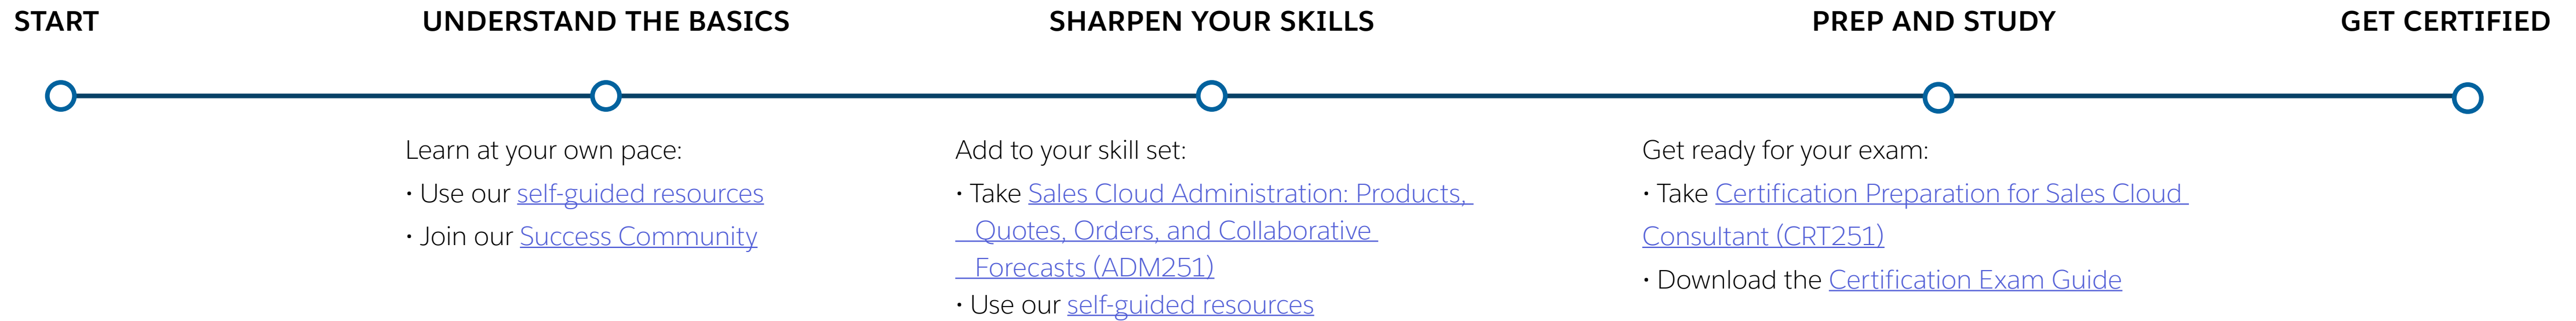 START
UNDERSTAND THE BASICS
SHARPEN YOUR SKILLS
PREP AND STUDY
GET CERTIFIED
Learn at your own pace:
· Use our self-guided resources
· Join our Success Community
Add to your skill set:
· Take Sales Cloud Administration: Products,
Quotes, Orders, and Collaborative
Forecasts (ADM251)
· Use our self-guided resources
Get ready for your exam:
· Take Certification Preparation for Sales Cloud
Consultant (CRT251)
· Download the Certification Exam Guide